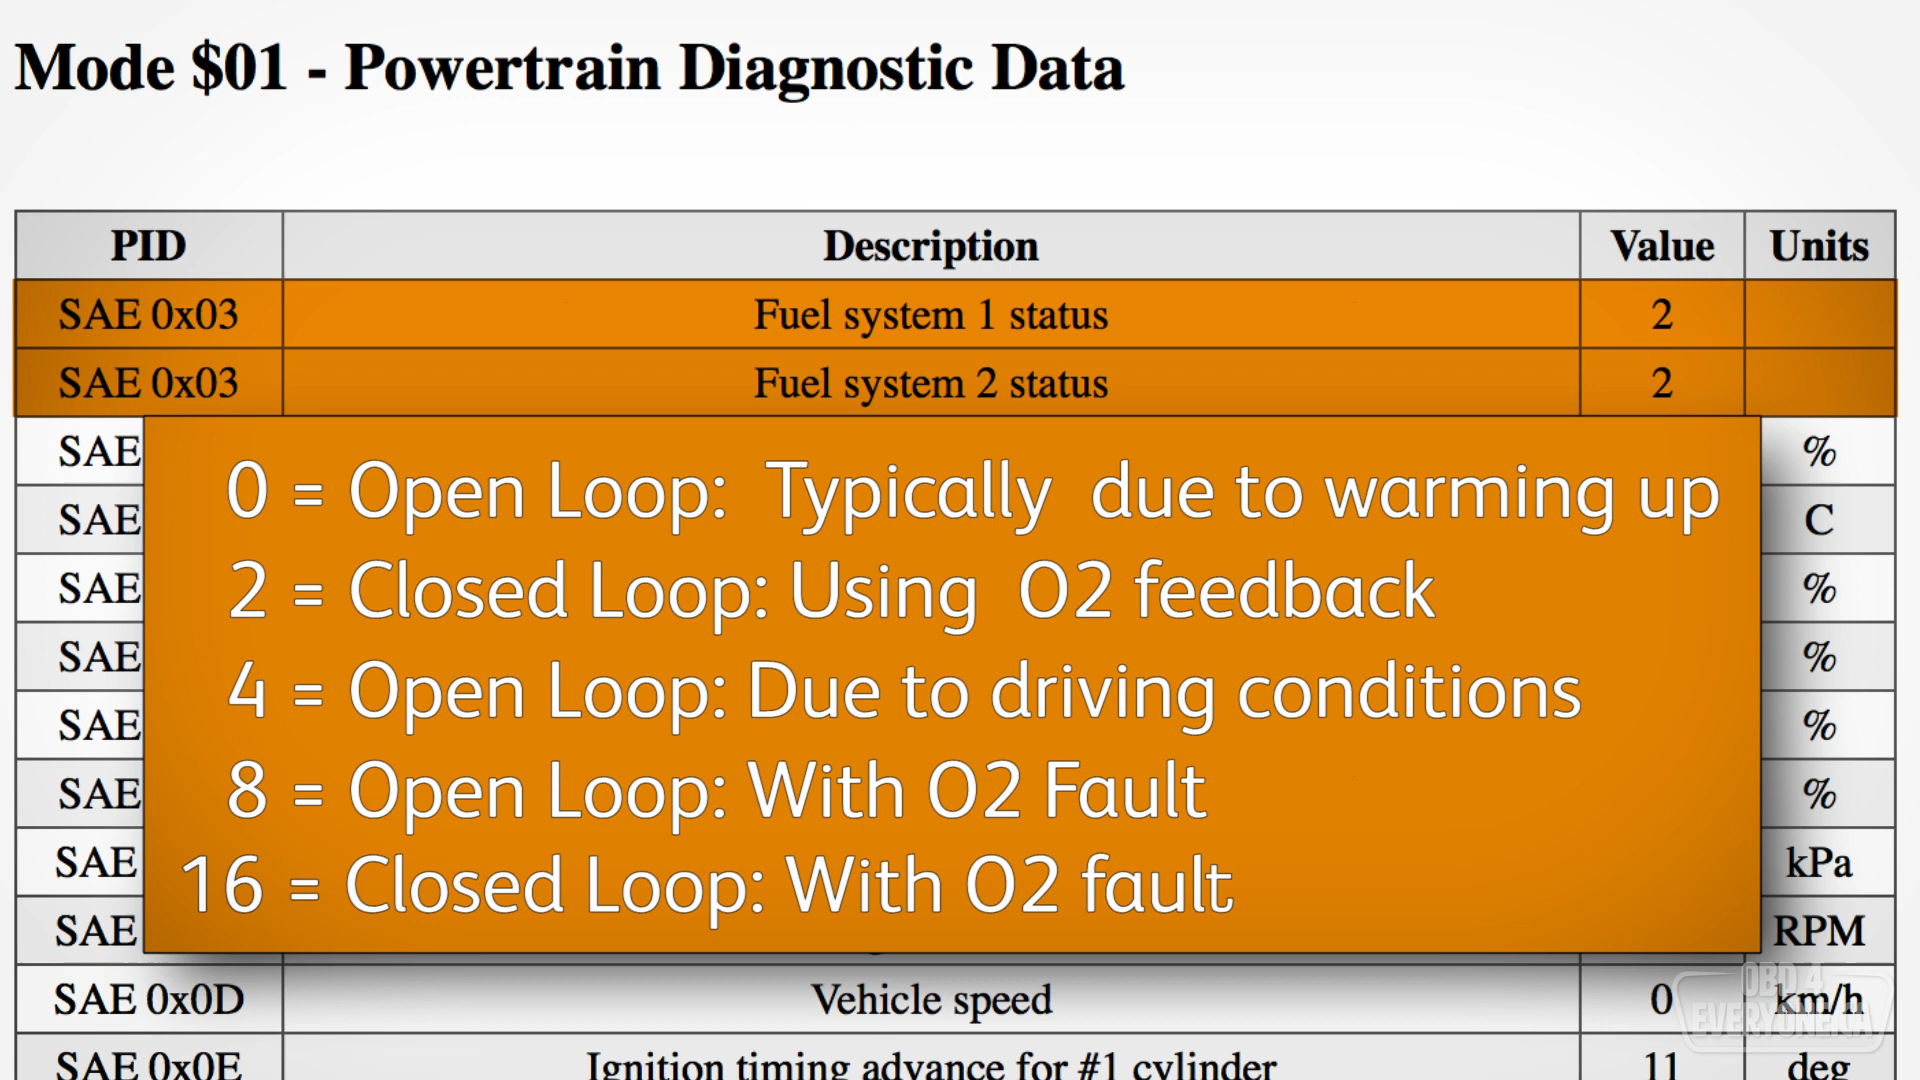 Mode $01 - Powertrain Diagnostic Data
PID Description Value Units
SAE 0x03 Fuel system 1 status 2
SAE 0x03 Fuel system 2 status 2
SAE %
SAE C
SAE %
SAE %
SAE %
SAE %
SAE kPa
SAE RPM
0 = Open Loop: Typically due to warming up
2 = Closed Loop: Using O2 feedback
4 = Open Loop: Due to driving conditions
8 = Open Loop: With O2 Fault
16 = Closed Loop: With O2 fault
SAE 0x0D Vehicle speed 0 km/h
SAE 0x0E Ignition timing advance for #1 cylinder 11 deg
OBD 4
EVERYONE.CA